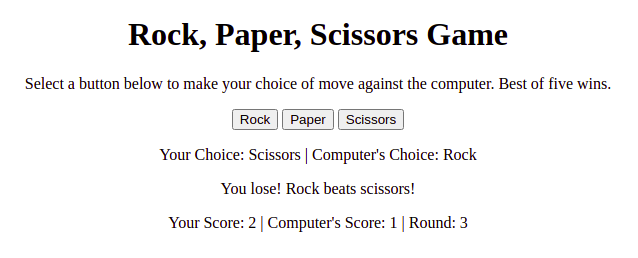 Rock, Paper, Scissors Game
Select a button below to make your choice of move against the computer. Best of five wins.
Rock Paper Scissors
Your Choice: Scissors | Computer's Choice: Rock
You lose! Rock beats scissors!
Your Score: 2 | Computer's Score: 1 | Round: 3